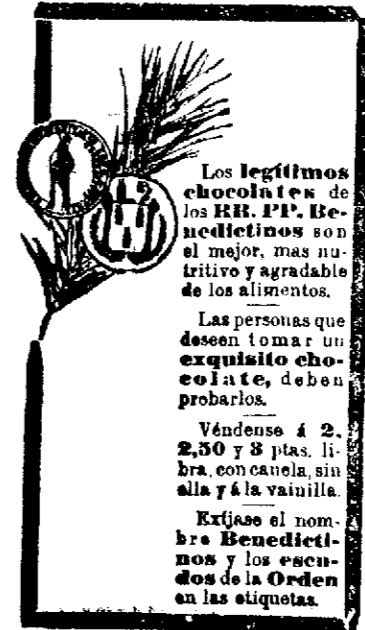 Los legítimos
chocolates de
los RR. PP. Be-
nedictinos son
el mejor, mas nu-
tritivo y agradable
de los alimentos.
Las personas que
deseen tomar un
exquisito cho-
colate, deben
probarlos.
Véndense á 2,
2,50 y 3 ptas. li-
bra, con canela, sin
ella y á la vainilla.
Exíjase el nom-
bre Benedicti-
nos y los escu-
dos de la Orden
en las etiquetas.